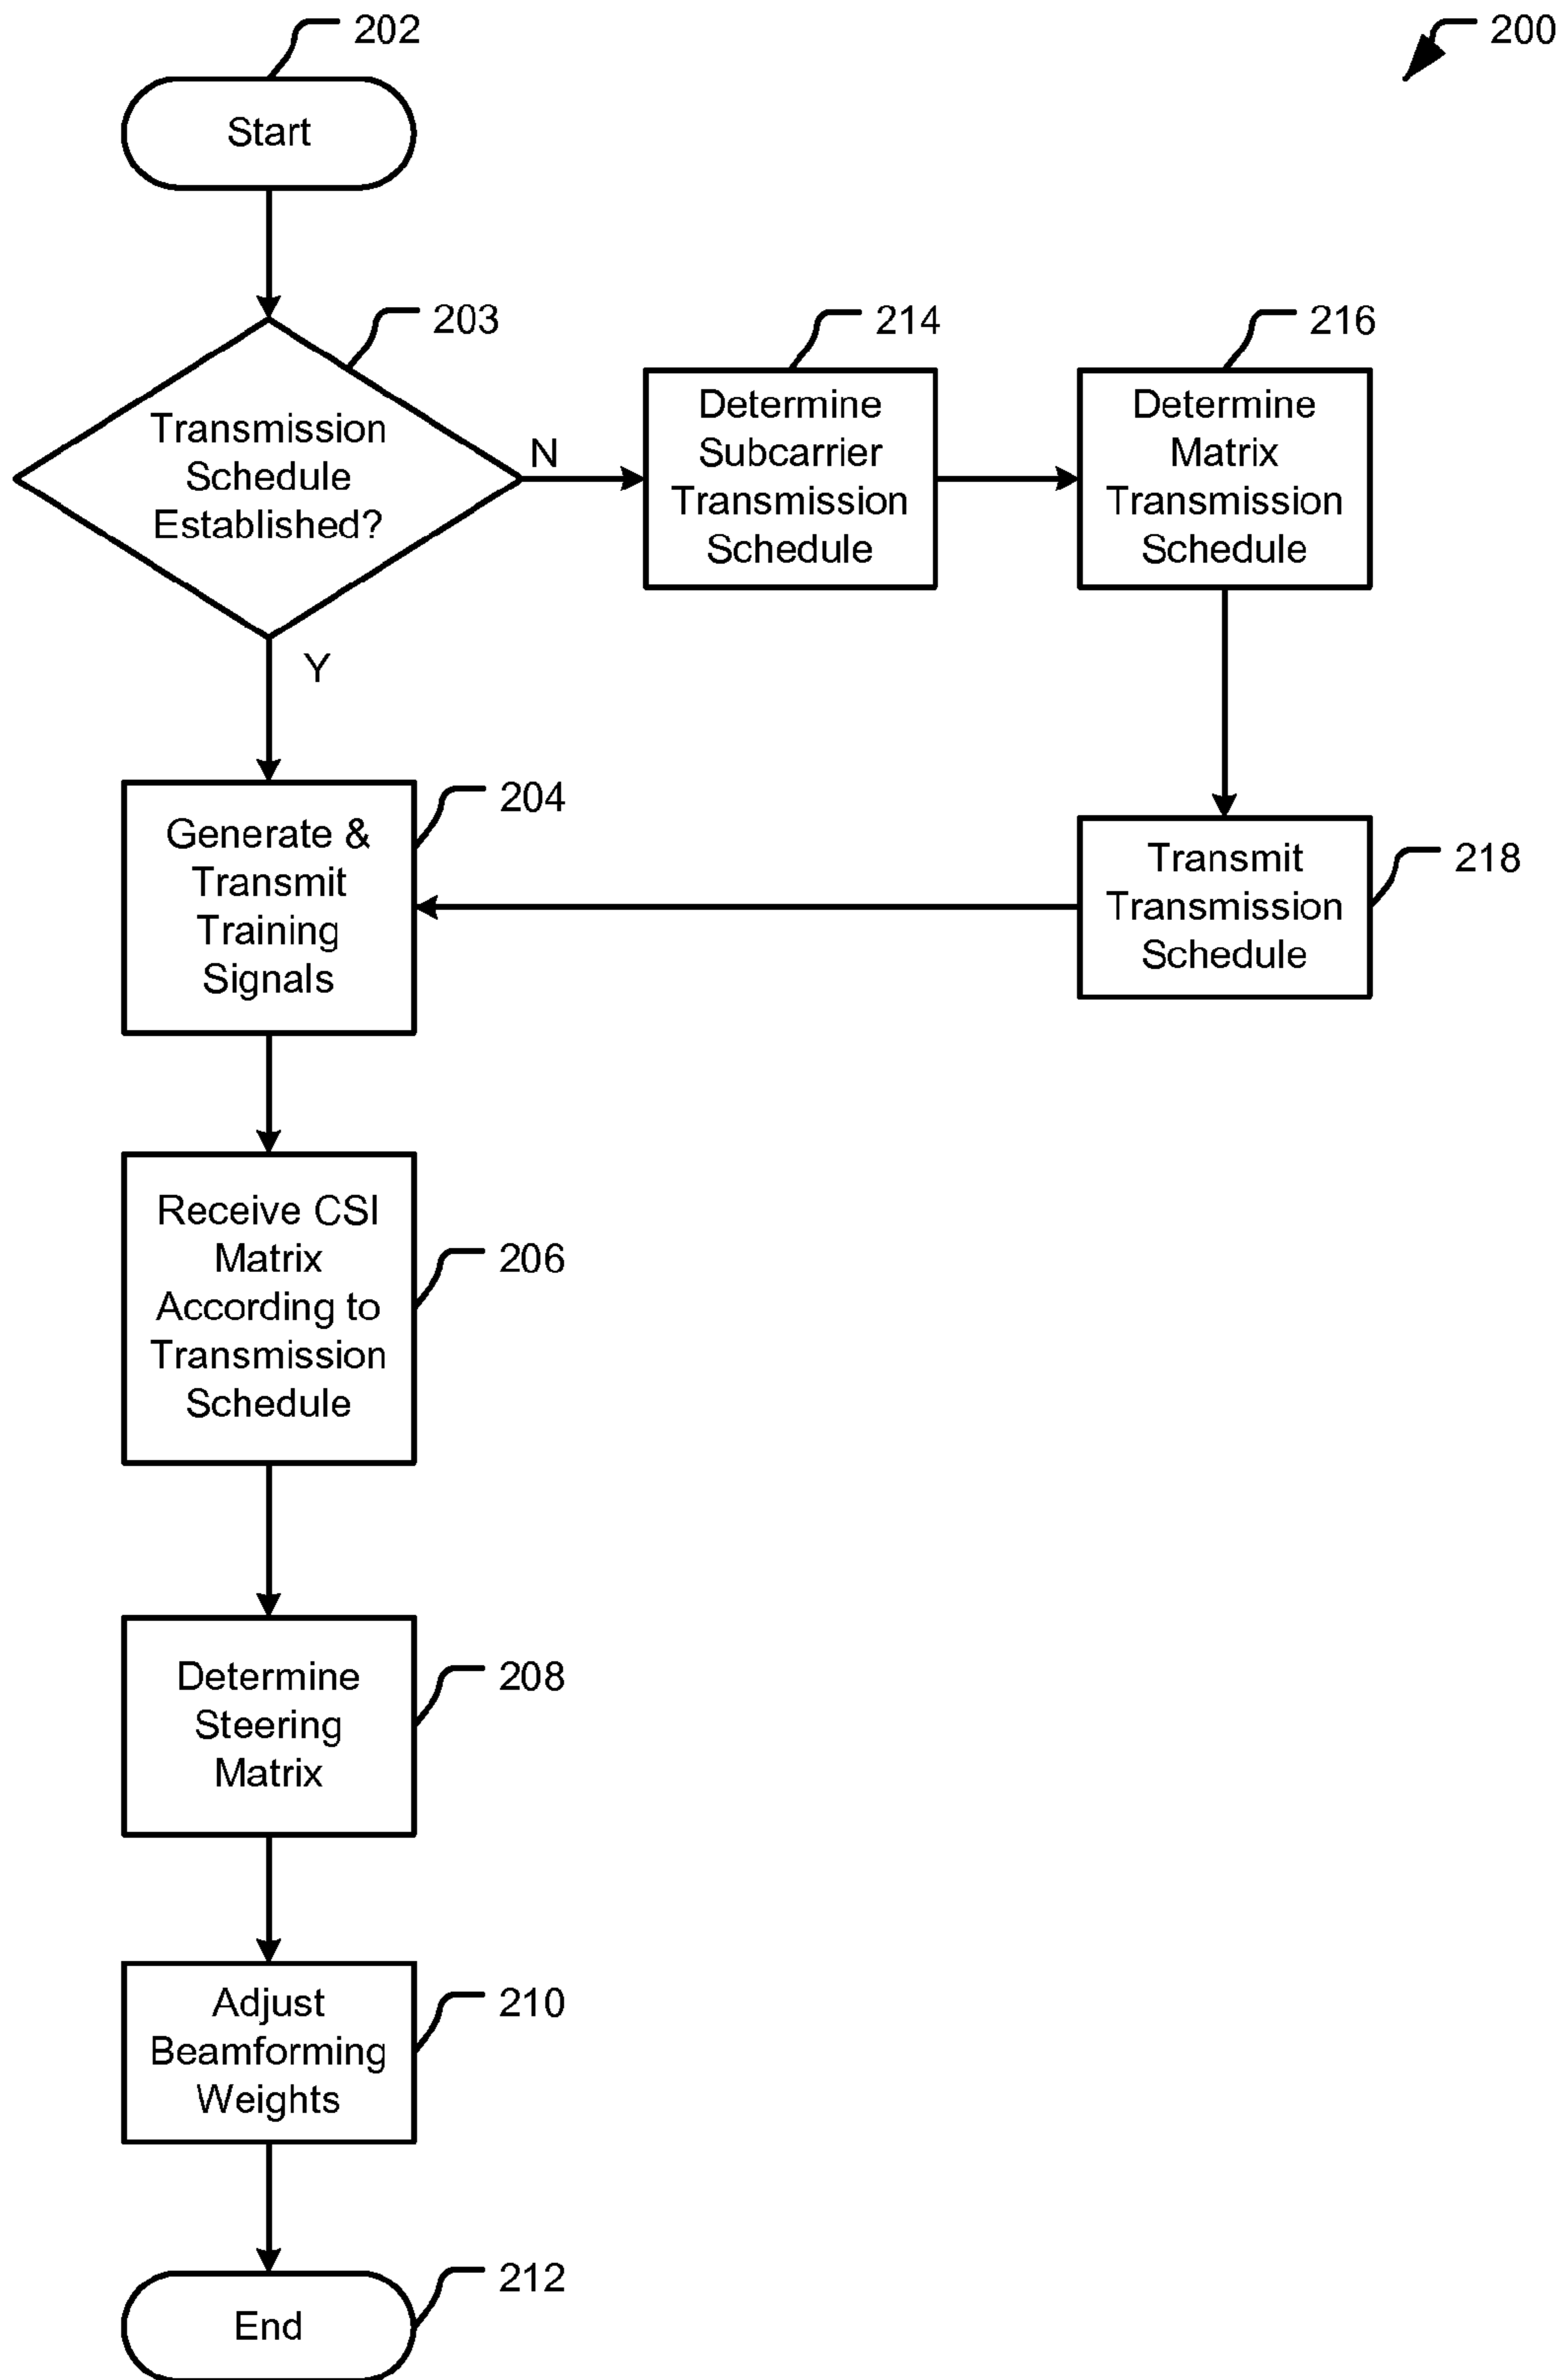 202
200
Start
203
Transmission
Schedule
Established?
N
214
Determine
Subcarrier
Transmission
Schedule
216
Determine
Matrix
Transmission
Schedule
Y
204
Generate &
Transmit
Training
Signals
218
Transmit
Transmission
Schedule
206
Receive CSI
Matrix
According to
Transmission
Schedule
208
Determine
Steering
Matrix
210
Adjust
Beamforming
Weights
212
End